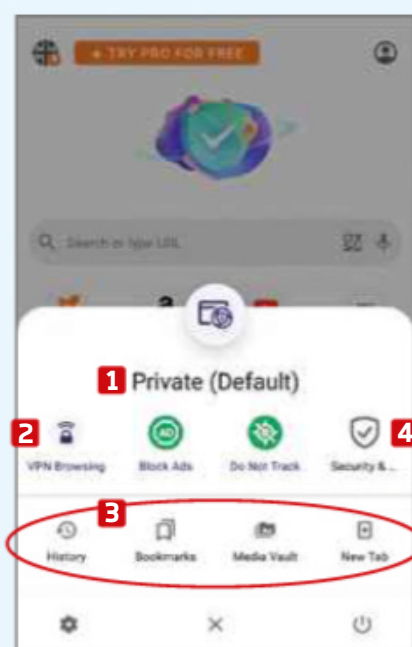 + TRY PRO FOR FREE
Search or type URL
1 Private (Default)
2
4
VPN Browsing Block Ads Do Not Track Security & ...
3
History Bookmarks Media Vault New Tab